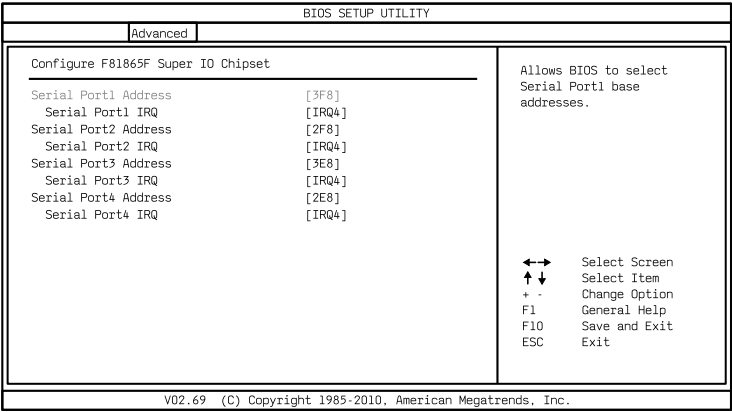 BIOS SETUP UTILITY
Advanced
Configure F81865F Super IO Chipset
Serial Port1 Address [3F8]
Serial Port1 IRQ [IRQ4]
Serial Port2 Address [2F8]
Serial Port2 IRQ [IRQ4]
Serial Port3 Address [3E8]
Serial Port3 IRQ [IRQ4]
Serial Port4 Address [2E8]
Serial Port4 IRQ [IRQ4]
Allows BIOS to select
Serial Port1 base
addresses.
←→ Select Screen
↑↓ Select Item
+ - Change Option
F1 General Help
F10 Save and Exit
ESC Exit
V02.69 (C) Copyright 1985-2010, American Megatrends, Inc.